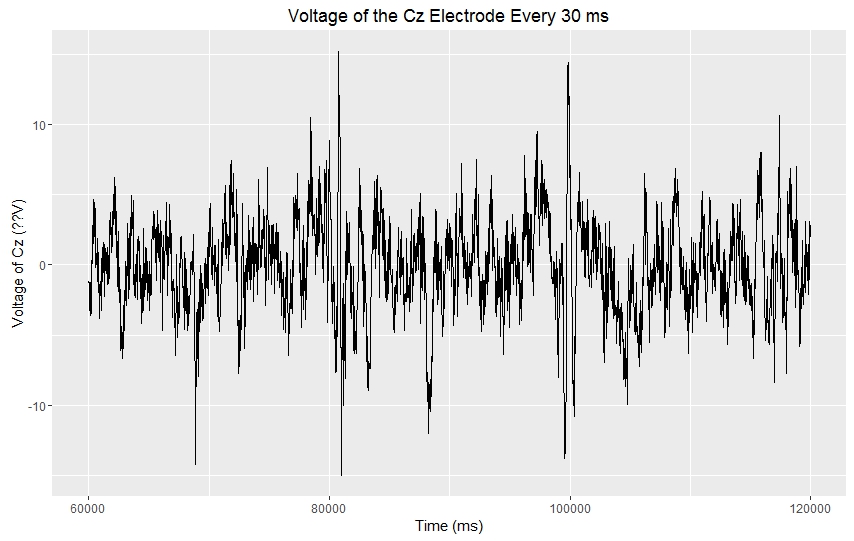 Voltage of the Cz Electrode Every 30 ms
Voltage of Cz (??V)
10
0
-10
60000
80000
100000
120000
Time (ms)